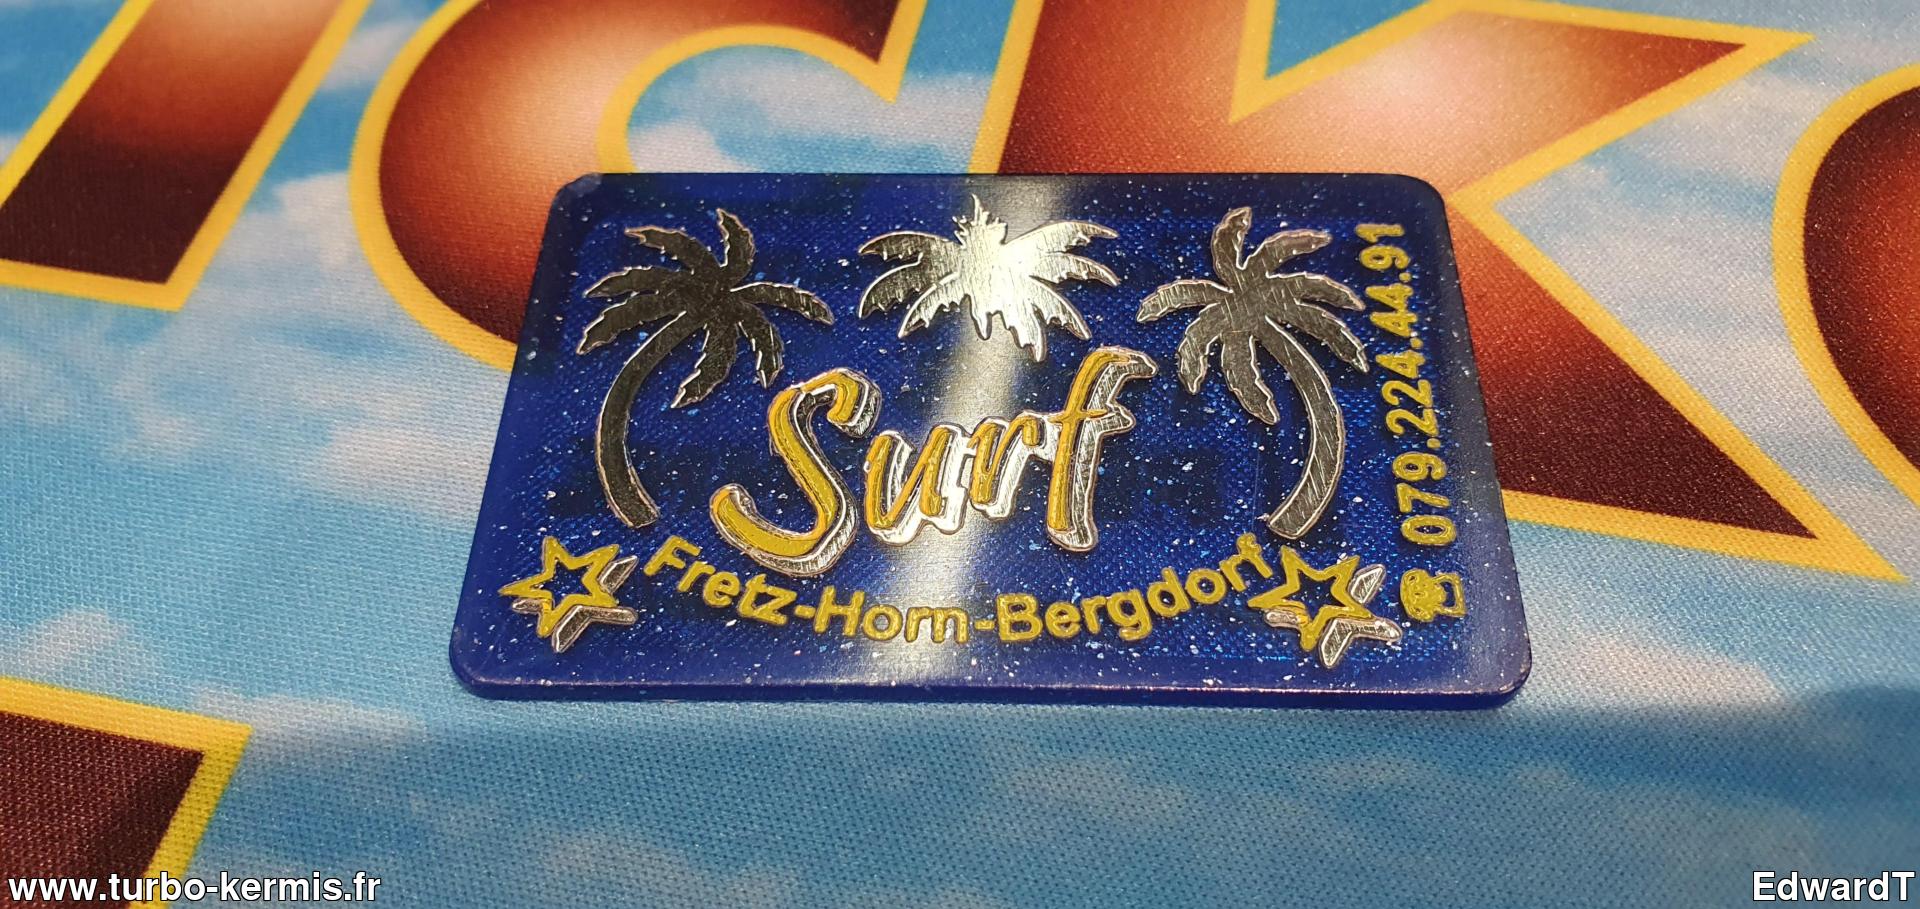 Surf
Fretz-Horn-Bergdorf
079.224.44.91
www.turbo-kermis.fr
EdwardT